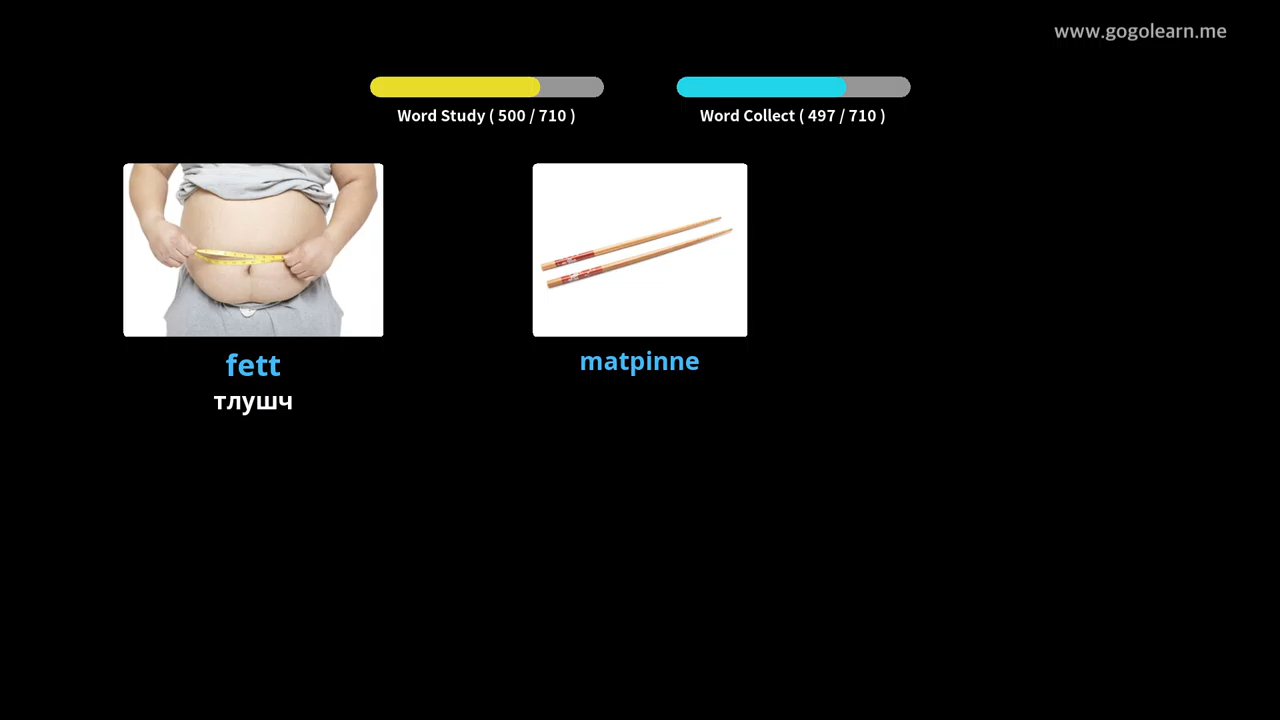 www.gogolearn.me
Word Study ( 500 / 710 )
Word Collect ( 497 / 710 )
fett
тлушч
matpinne